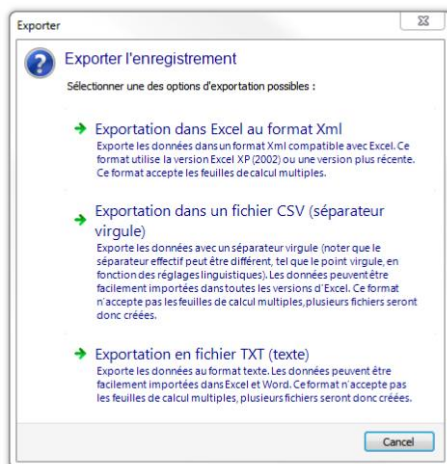 Exporter
Exporter l'enregistrement
Sélectionner une des options d'exportation possibles :
Exportation dans Excel au format Xml
Exporte les données dans un format Xml compatible avec Excel. Ce
format utilise la version Excel XP (2002) ou une version plus récente.
Ce format accepte les feuilles de calcul multiples.
Exportation dans un fichier CSV (séparateur
virgule)
Exporte les données avec un séparateur virgule (noter que le
séparateur effectif peut être différent, tel que le point virgule, en
fonction des réglages linguistiques). Les données peuvent être
facilement importées dans toutes les versions d'Excel. Ce format
n'accepte pas les feuilles de calcul multiples, plusieurs fichiers seront
donc créées.
Exportation en fichier TXT (texte)
Exporte les données au format texte. Les données peuvent être
facilement importées dans Excel et Word. Ce format n'accepte pas
les feuilles de calcul multiples, plusieurs fichiers seront donc créées.
Cancel